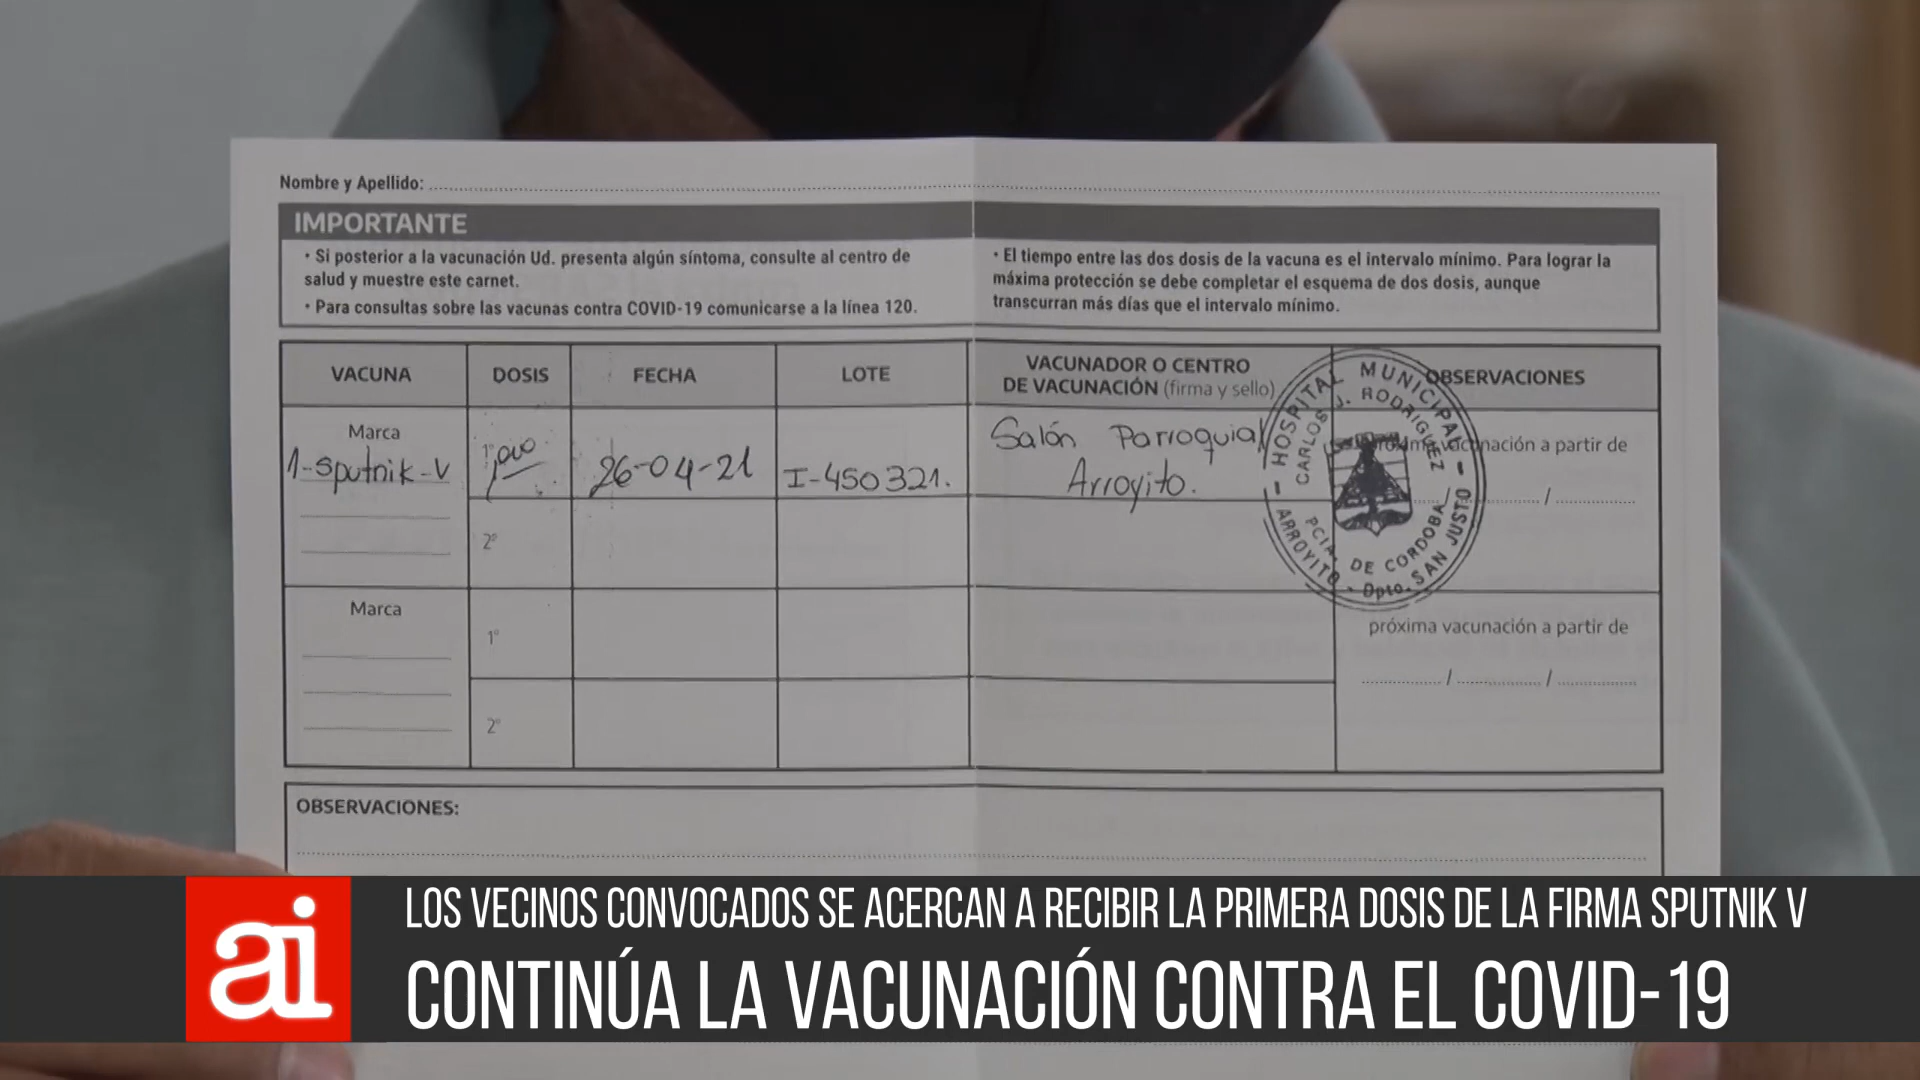 Nombre y Apellido:
IMPORTANTE
• Si posterior a la vacunación Ud. presenta algún síntoma, consulte al centro de
salud y muestre este carnet.
• Para consultas sobre las vacunas contra COVID-19 comunicarse a la línea 120.
• El tiempo entre las dos dosis de la vacuna es el intervalo mínimo. Para lograr la
máxima protección se debe completar el esquema de dos dosis, aunque
transcurran más días que el intervalo mínimo.
VACUNA
DOSIS
FECHA
LOTE
VACUNADOR O CENTRO
DE VACUNACIÓN (firma y sello)
OBSERVACIONES
Marca
1-Sputnik-V
1°
26-04-21
I-450321.
Salón Parroquial
Arroyito.
vacunación a partir de
HOSPITAL MUNICIPAL
CARLOS J. RODRIGUEZ
PCIA. DE CORDOBA
- ARROYITO - Dpto. SAN JUSTO -
2°
Marca
1°
próxima vacunación a partir de
/ /
2°
OBSERVACIONES:
ai
LOS VECINOS CONVOCADOS SE ACERCAN A RECIBIR LA PRIMERA DOSIS DE LA FIRMA SPUTNIK V
CONTINÚA LA VACUNACIÓN CONTRA EL COVID-19